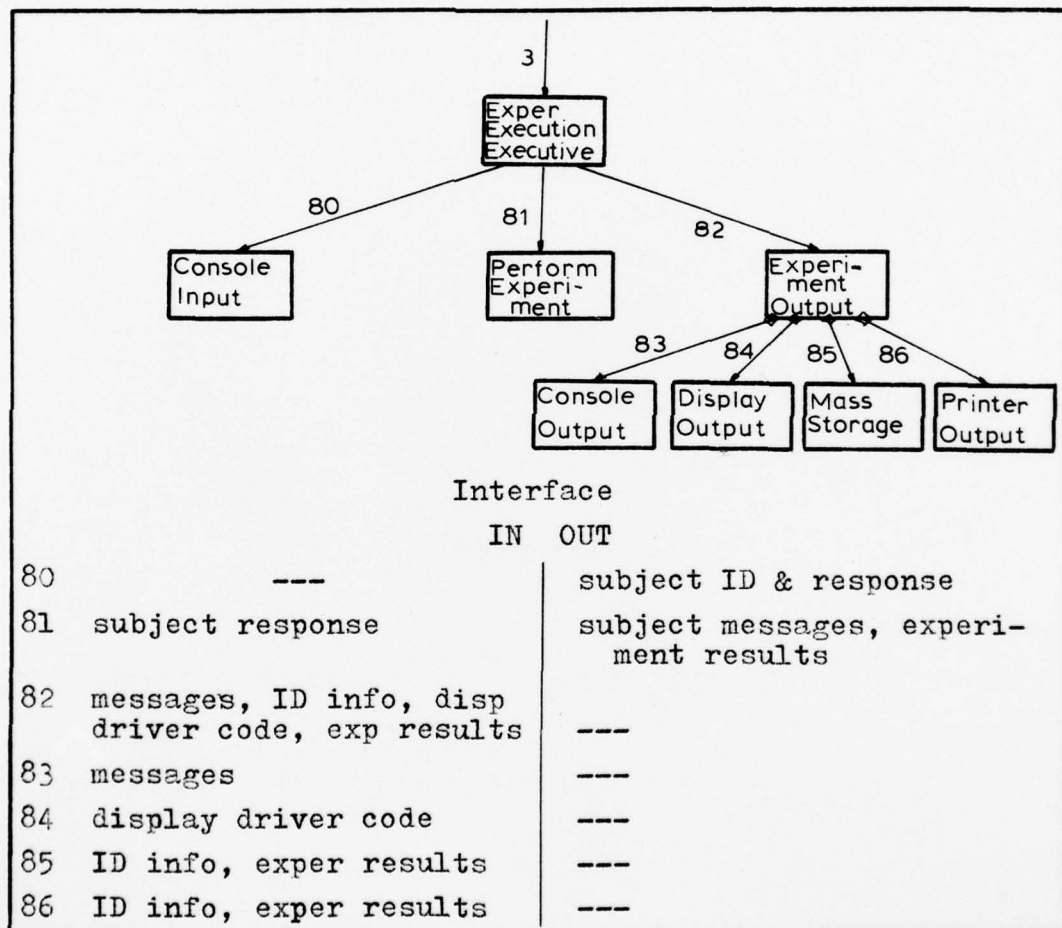 3
Exper
Execution
Executive
80
81
82
Console
Input
Perform
Experi-
ment
Experi-
ment
Output
83
84
85
86
Console
Output
Display
Output
Mass
Storage
Printer
Output
Interface
IN OUT
80 --- subject ID & response
81 subject response subject messages, experi-
ment results
82 messages, ID info, disp
driver code, exp results ---
83 messages ---
84 display driver code ---
85 ID info, exper results ---
86 ID info, exper results ---